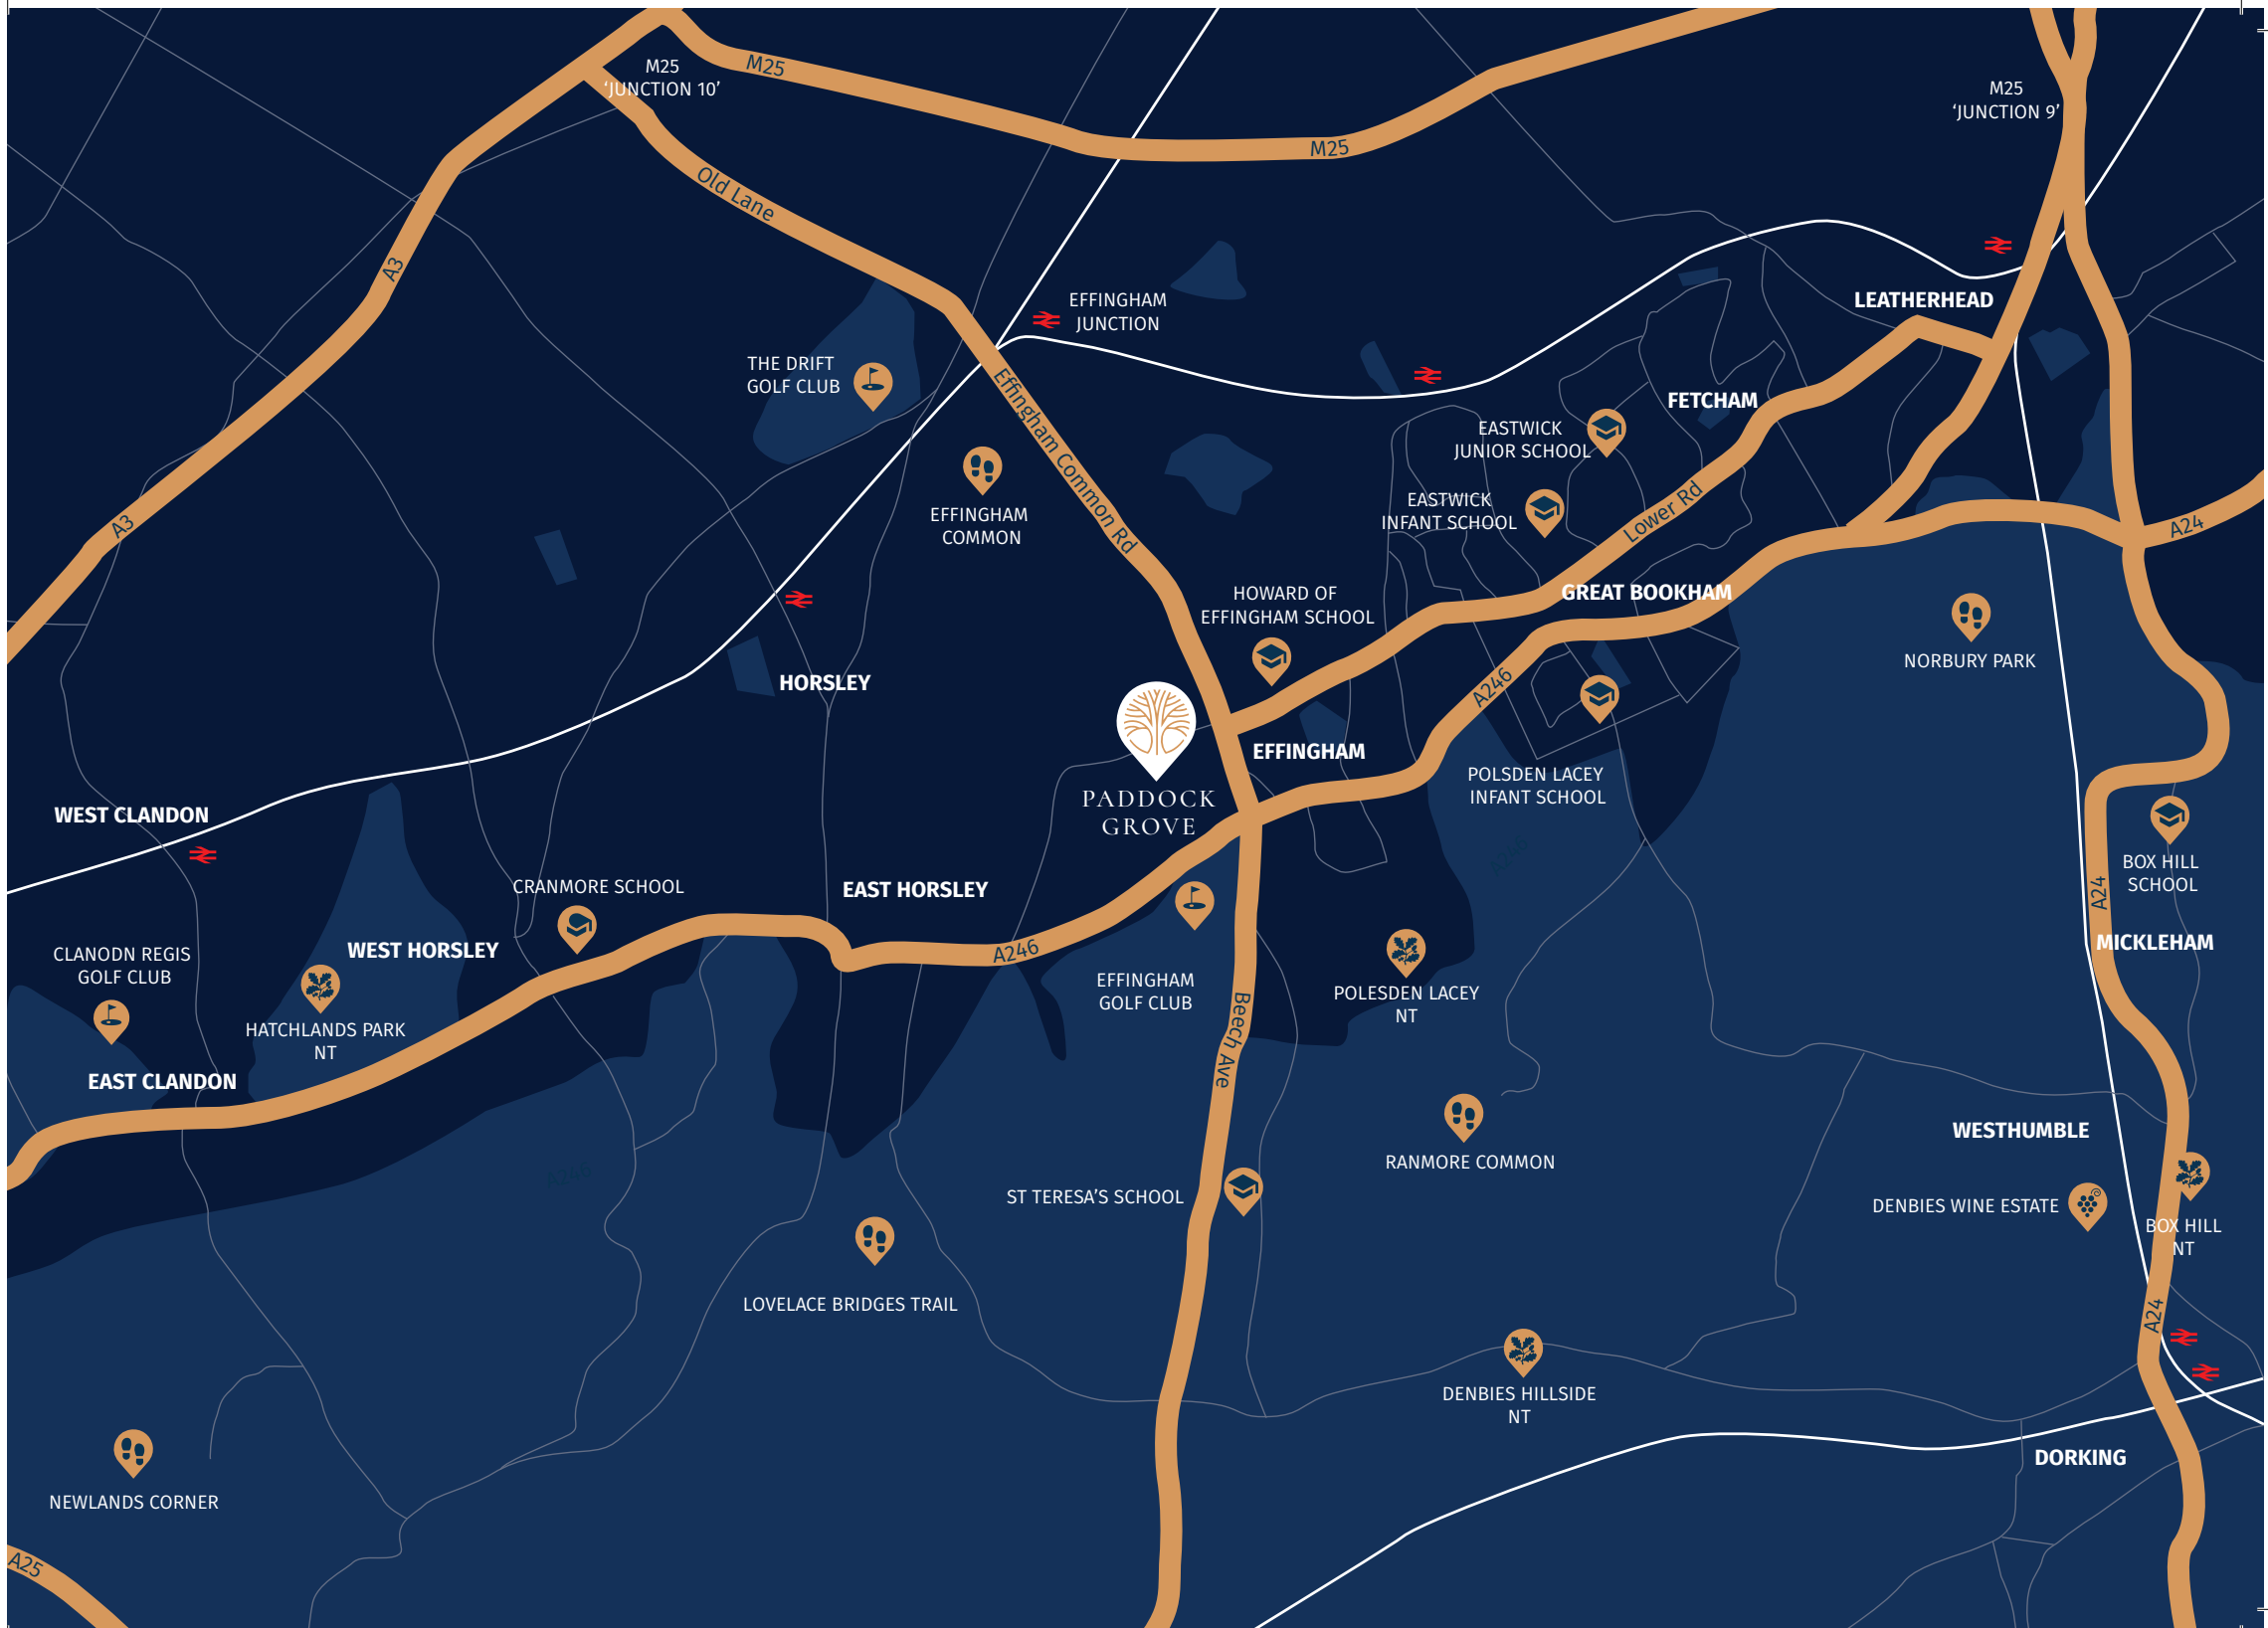 M25
‘JUNCTION 10’
M25
M25
M25
‘JUNCTION 9’
Old Lane
A3
A3
EFFINGHAM
JUNCTION
LEATHERHEAD
THE DRIFT
GOLF CLUB
Effingham Common Rd
FETCHAM
EASTWICK
JUNIOR SCHOOL
EASTWICK
INFANT SCHOOL
Lower Rd
EFFINGHAM
COMMON
A24
HOWARD OF
EFFINGHAM SCHOOL
GREAT BOOKHAM
NORBURY PARK
HORSLEY
A246
EFFINGHAM
PADDOCK
GROVE
POLSDEN LACEY
INFANT SCHOOL
WEST CLANDON
A246
BOX HILL
SCHOOL
A24
CRANMORE SCHOOL
EAST HORSLEY
MICKLEHAM
WEST HORSLEY
A246
CLANODN REGIS
GOLF CLUB
HATCHLANDS PARK
NT
EFFINGHAM
GOLF CLUB
POLESDEN LACEY
NT
Beech Ave
EAST CLANDON
RANMORE COMMON
WESTHUMBLE
A246
ST TERESA’S SCHOOL
DENBIES WINE ESTATE
BOX HILL
NT
LOVELACE BRIDGES TRAIL
A24
DENBIES HILLSIDE
NT
DORKING
NEWLANDS CORNER
A25